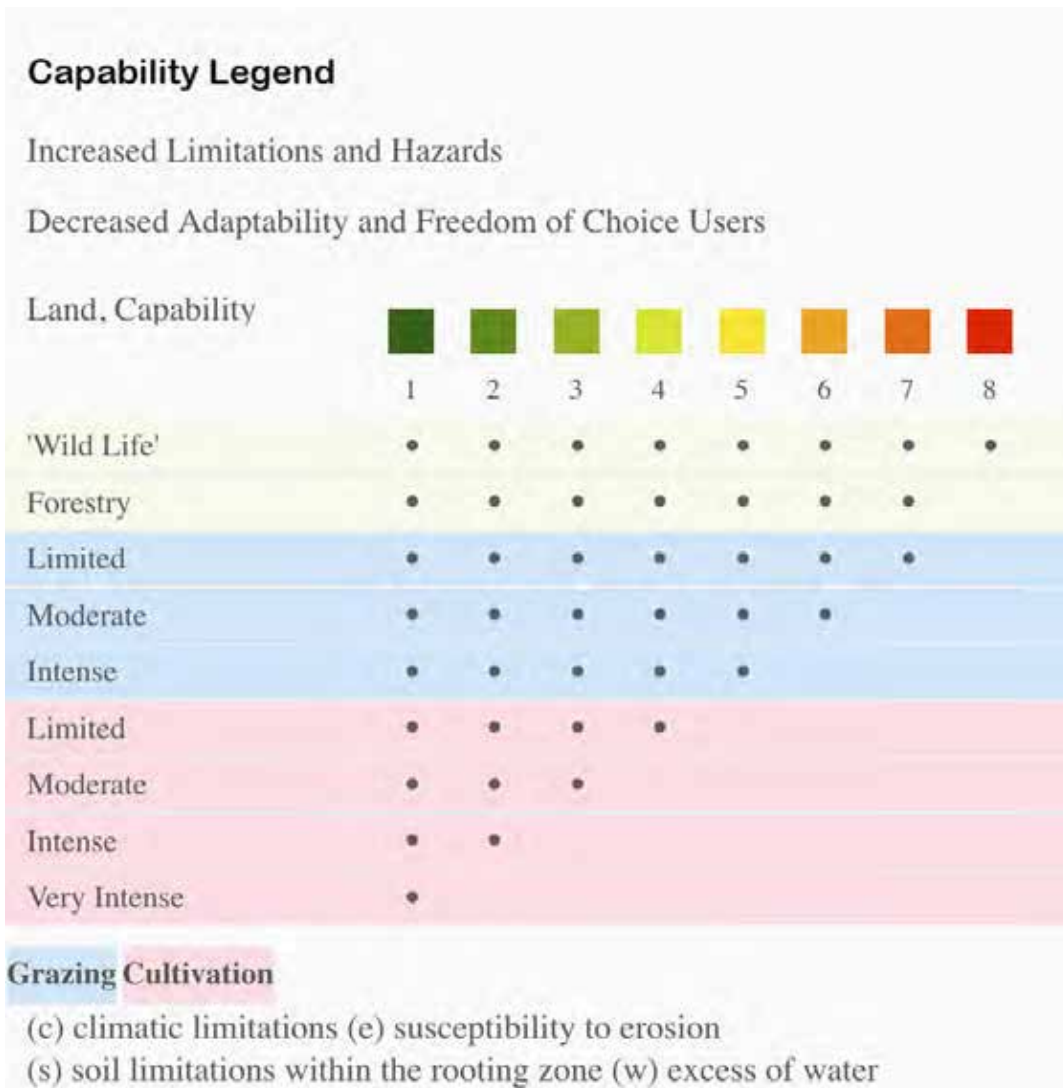 Capability Legend
Increased Limitations and Hazards
Decreased Adaptability and Freedom of Choice Users
Land, Capability
1 2 3 4 5 6 7 8
'Wild Life' • • • • • • • •
Forestry • • • • • • •
Limited • • • • • • •
Moderate • • • • • •
Intense • • • • •
Limited • • • •
Moderate • • •
Intense • •
Very Intense •
Grazing Cultivation
(c) climatic limitations (e) susceptibility to erosion
(s) soil limitations within the rooting zone (w) excess of water